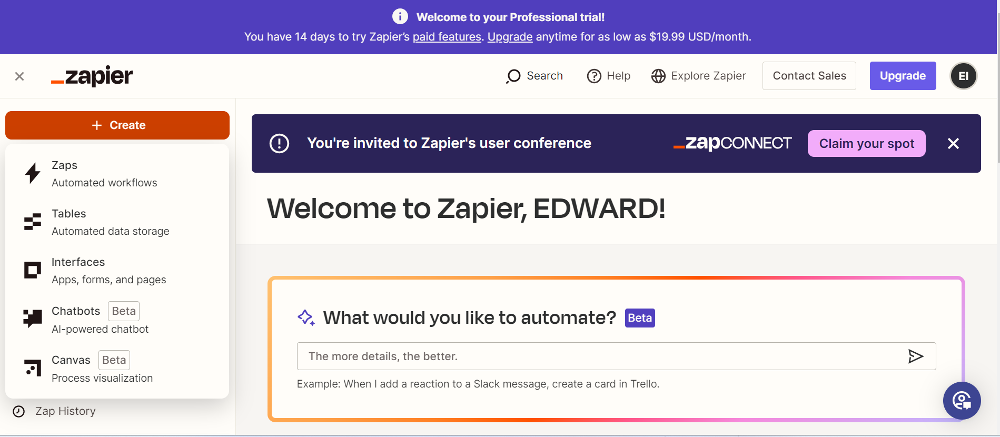 Welcome to your Professional trial!
You have 14 days to try Zapier's paid features. Upgrade anytime for as low as $19.99 USD/month.
zapier
Search
Help
Explore Zapier
Contact Sales
Upgrade
EI
Create
Zaps
Automated workflows
Tables
Automated data storage
Interfaces
Apps, forms, and pages
Chatbots Beta
AI-powered chatbot
Canvas Beta
Process visualization
Zap History
You're invited to Zapier's user conference
zapCONNECT
Claim your spot
Welcome to Zapier, EDWARD!
What would you like to automate? Beta
The more details, the better.
Example: When I add a reaction to a Slack message, create a card in Trello.